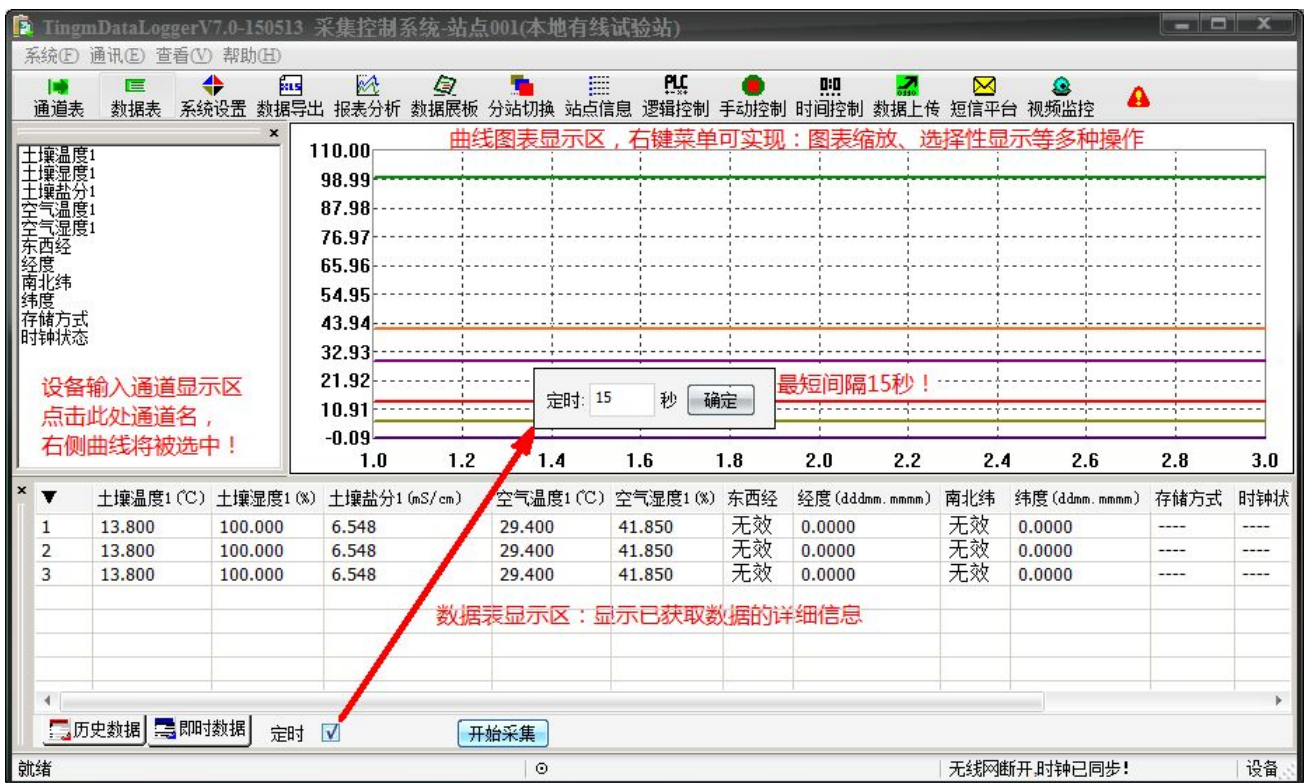 TingmDataLoggerV7.0-150513 采集控制系统-站点001(本地有线试验站)
系统(F) 通讯(E) 查看(V) 帮助(H)
通道表 数据表 系统设置 数据导出 报表分析 数据展板 分站切换 站点信息 逻辑控制 手动控制 时间控制 数据上传 短信平台 视频监控
土壤温度1
土壤湿度1
土壤盐分1
空气温度1
空气湿度1
东西经
经度
南北纬
纬度
存储方式
时钟状态
设备输入通道显示区
点击此处通道名，
右侧曲线将被选中！
曲线图表显示区，右键菜单可实现：图表缩放、选择性显示等多种操作
110.00
98.99
87.98
76.97
65.96
54.95
43.94
32.93
21.92
10.91
-0.09
1.0 1.2 1.4 1.6 1.8 2.0 2.2 2.4 2.6 2.8 3.0
定时: 15 秒 确定
最短间隔15秒！
▼ 土壤温度1(℃) 土壤湿度1(%) 土壤盐分1(mS/cm) 空气温度1(℃) 空气湿度1(%) 东西经 经度(dddmm.mmmm) 南北纬 纬度(ddmm.mmmm) 存储方式 时钟状
1 13.800 100.000 6.548 29.400 41.850 无效 0.0000 无效 0.0000 ---- ----
2 13.800 100.000 6.548 29.400 41.850 无效 0.0000 无效 0.0000 ---- ----
3 13.800 100.000 6.548 29.400 41.850 无效 0.0000 无效 0.0000 ---- ----
数据表显示区：显示已获取数据的详细信息
历史数据 即时数据 定时 开始采集
就绪 无线网断开,时钟已同步! 设备